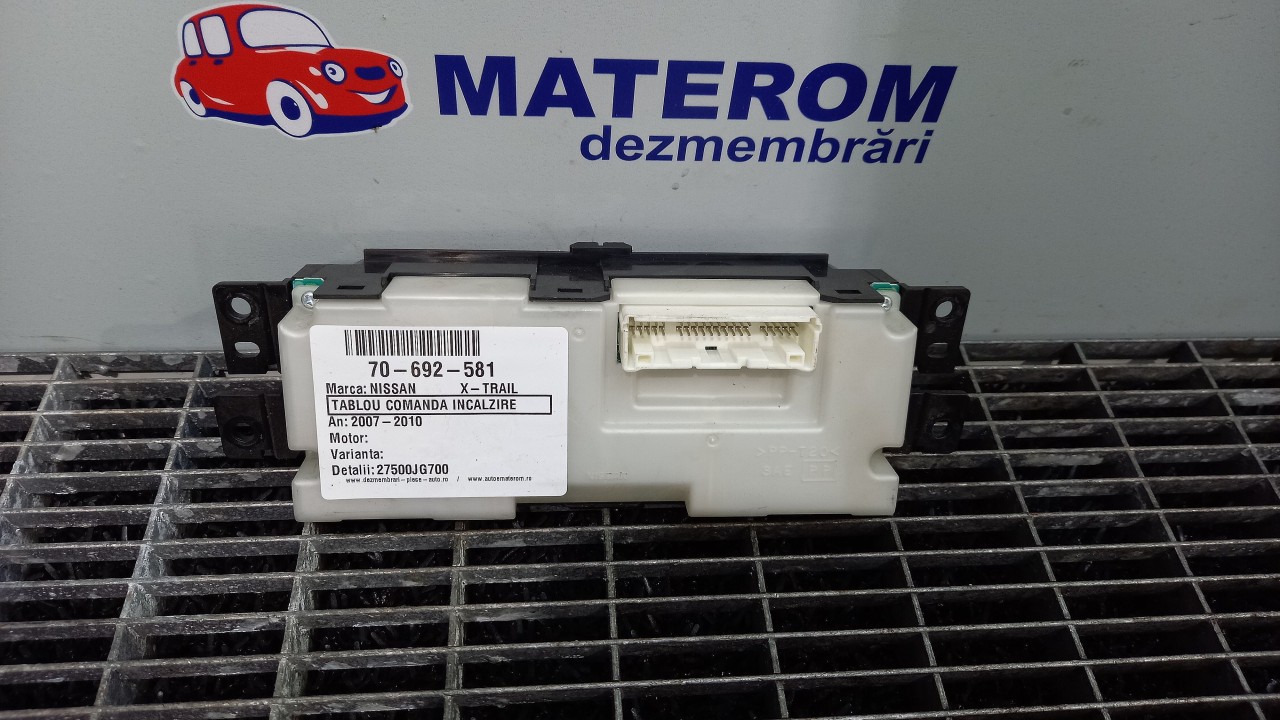 MATEROM
dezmembrări
70-692-581
Marca: NISSAN X-TRAIL
TABLOU COMANDA INCALZIRE
An: 2007-2010
Motor:
Varianta:
Detalii: 27500JG700
www.dezmembrari-piese-auto.ro / www.autoematerom.ro